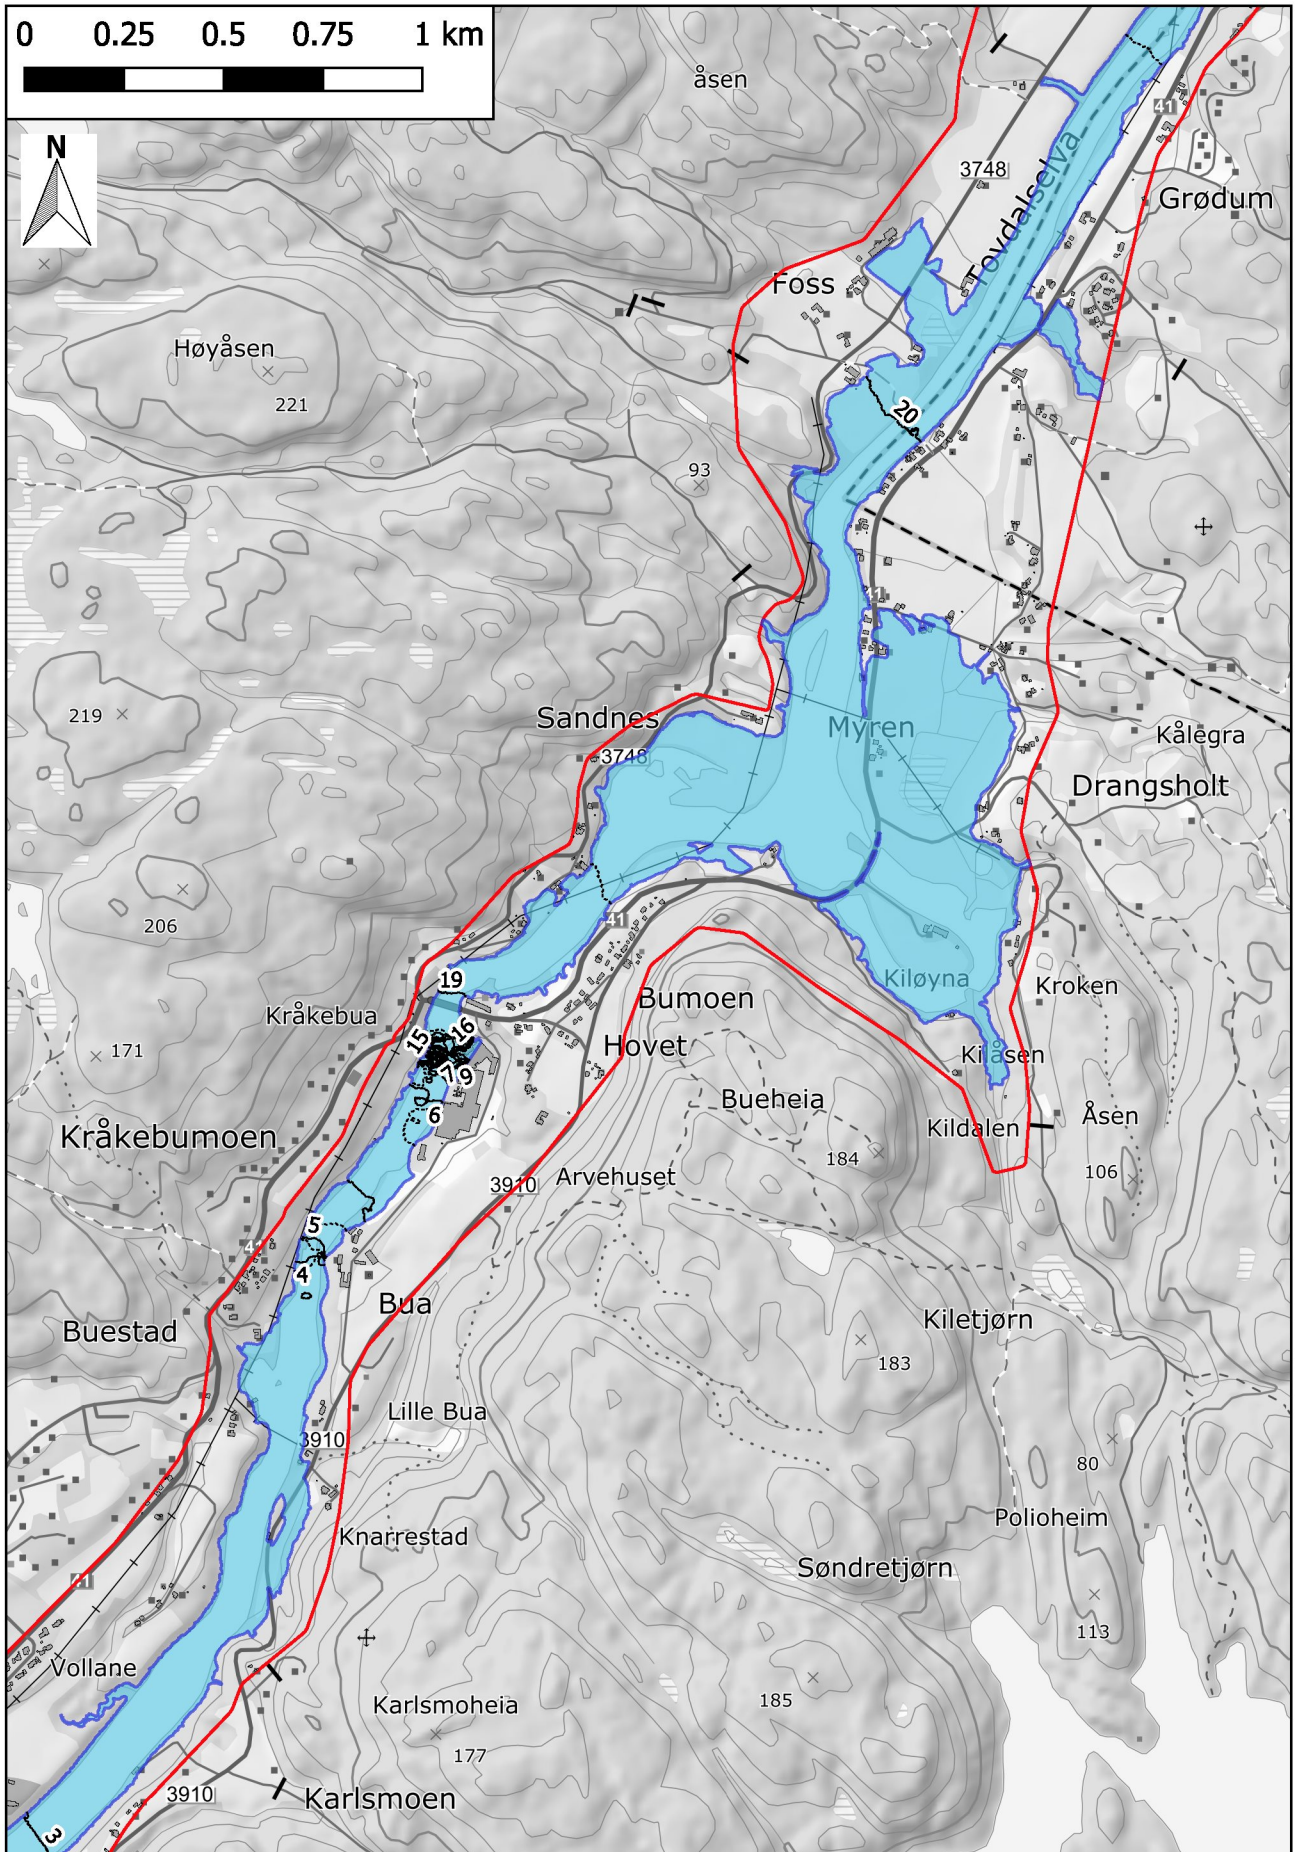 0 0.25 0.5 0.75 1 km
N
åsen
41
3748
Tovdalselva
Grødum
Foss
Høyåsen
221
20
93
41
219
Sandnes
Myren
3748
Kålegra
Drangsholt
206
41
19
Kiløyna
Kroken
Bumoen
Kråkebua
15
16
171
Hovet
Kilåsen
7
9
6
Bueheia
Åsen
Kråkebumoen
Kildalen
184
106
3910
Arvehuset
5
41
4
Bua
Buestad
Kiletjørn
183
Lille Bua
3910
80
Polioheim
Knarrestad
Søndretjørn
41
113
Vollane
Karlsmoheia
185
177
3910
Karlsmoen
3